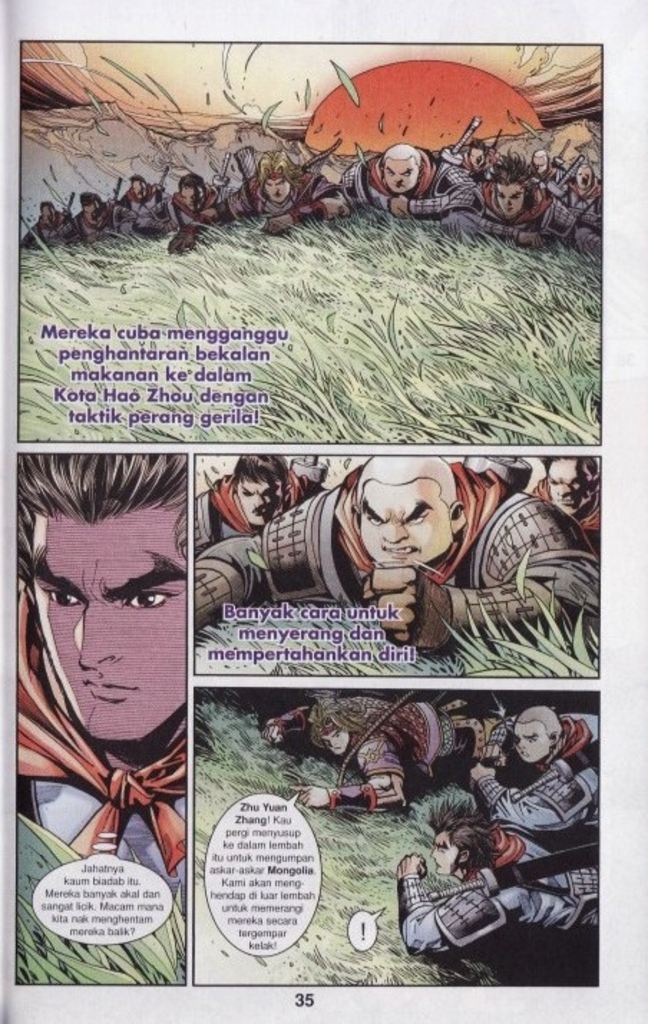 Mereka cuba mengganggu
penghantaran bekalan
makanan ke dalam
Kota Hao Zhou dengan
taktik perang gerila!
Banyak cara untuk
menyerang dan
mempertahankan diri!
Jahatnya
kaum biadab itu.
Mereka banyak akal dan
sangat licik. Macam mana
kita nak menghentam
mereka balik?
Zhu Yuan
Zhang! Kau
pergi menyusup
ke dalam lembah
itu untuk mengumpan
askar-askar Mongolia.
Kami akan meng-
hendap di luar lembah
untuk memerangi
mereka secara
tergempar
kelak!
!
35